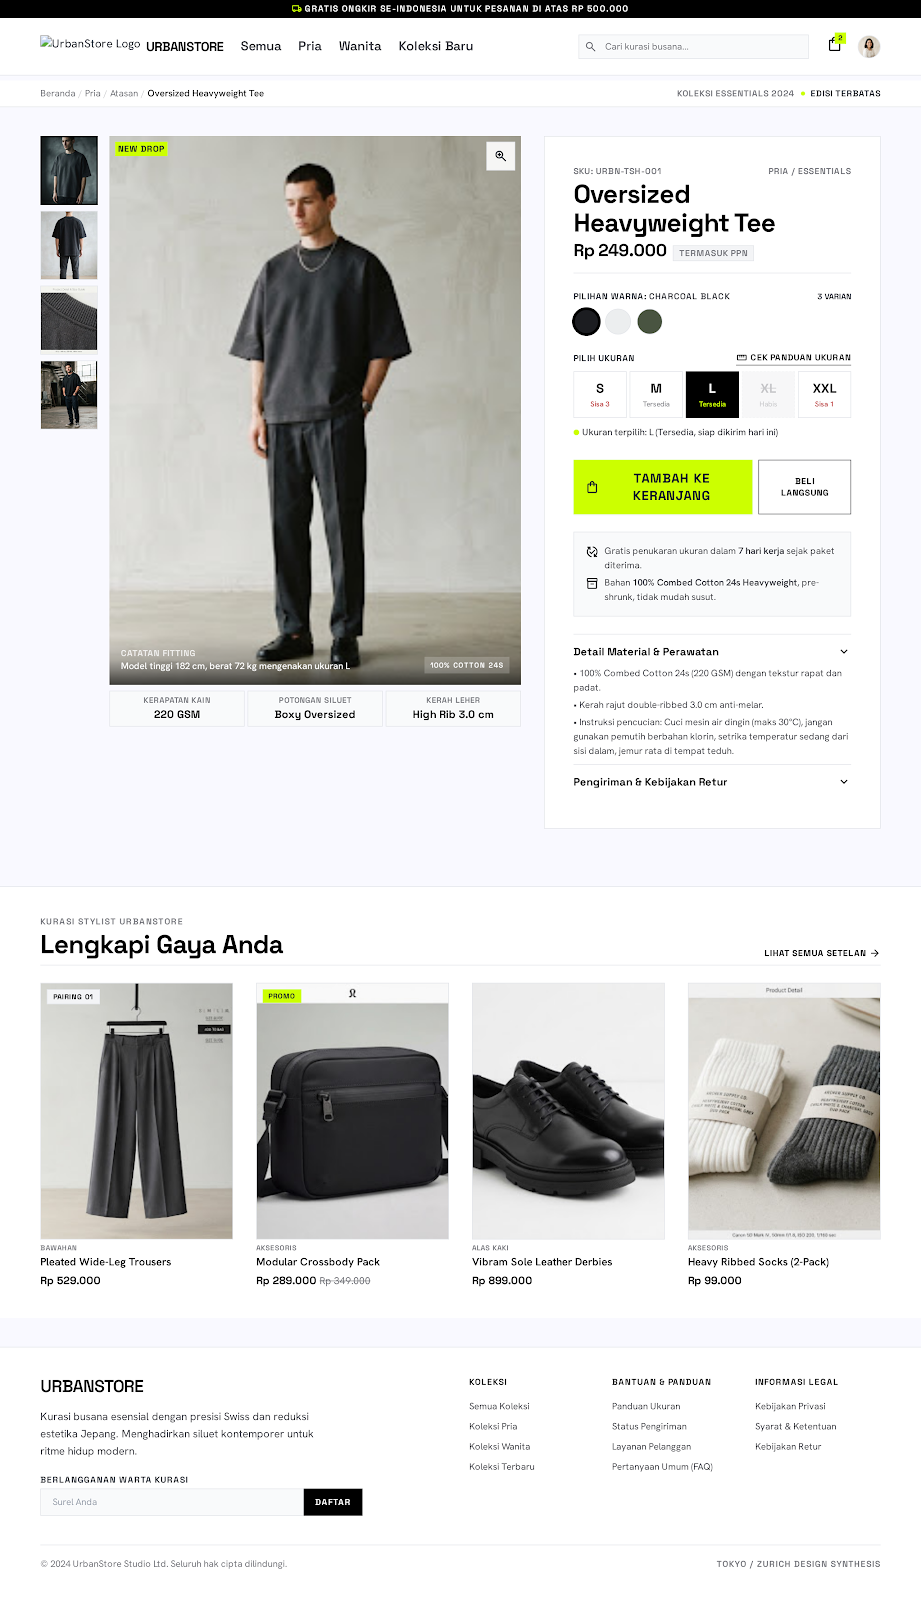 GRATIS ONGKIR SE-INDONESIA UNTUK PESANAN DI ATAS RP 500.000
UrbanStore Logo
URBANSTORE
Semua
Pria
Wanita
Koleksi Baru
Cari kurasi busana...
2
Beranda / Pria / Atasan / Oversized Heavyweight Tee
KOLEKSI ESSENTIALS 2024
EDISI TERBATAS
NEW DROP
CATATAN FITTING
Model tinggi 182 cm, berat 72 kg mengenakan ukuran L
100% COTTON 24S
KERAPATAN KAIN
220 GSM
POTONGAN SILUET
Boxy Oversized
KERAH LEHER
High Rib 3.0 cm
SKU: URBN-TSH-001
PRIA / ESSENTIALS
Oversized
Heavyweight Tee
Rp 249.000
TERMASUK PPN
PILIHAN WARNA: CHARCOAL BLACK
3 VARIAN
PILIH UKURAN
CEK PANDUAN UKURAN
S
Sisa 3
M
Tersedia
L
Tersedia
XL
Habis
XXL
Sisa 1
Ukuran terpilih: L (Tersedia, siap dikirim hari ini)
TAMBAH KE
KERANJANG
BELI
LANGSUNG
Gratis penukaran ukuran dalam 7 hari kerja sejak paket
diterima.
Bahan 100% Combed Cotton 24s Heavyweight, pre-
shrunk, tidak mudah susut.
Detail Material & Perawatan
• 100% Combed Cotton 24s (220 GSM) dengan tekstur rapat dan
padat.
• Kerah rajut double-ribbed 3.0 cm anti-melar.
• Instruksi pencucian: Cuci mesin air dingin (maks 30°C), jangan
gunakan pemutih berbahan klorin, setrika temperatur sedang dari
sisi dalam, jemur rata di tempat teduh.
Pengiriman & Kebijakan Retur
KURASI STYLIST URBANSTORE
Lengkapi Gaya Anda
LIHAT SEMUA SETELAN →
PAIRING 01
BAWAHAN
Pleated Wide-Leg Trousers
Rp 529.000
PROMO
AKSESORIS
Modular Crossbody Pack
Rp 289.000 Rp 349.000
ALAS KAKI
Vibram Sole Leather Derbies
Rp 899.000
Product Detail
AKSESORIS
Heavy Ribbed Socks (2-Pack)
Rp 99.000
URBANSTORE
Kurasi busana esensial dengan presisi Swiss dan reduksi
estetika Jepang. Menghadirkan siluet kontemporer untuk
ritme hidup modern.
BERLANGGANAN WARTA KURASI
Surel Anda
DAFTAR
KOLEKSI
Semua Koleksi
Koleksi Pria
Koleksi Wanita
Koleksi Terbaru
BANTUAN & PANDUAN
Panduan Ukuran
Status Pengiriman
Layanan Pelanggan
Pertanyaan Umum (FAQ)
INFORMASI LEGAL
Kebijakan Privasi
Syarat & Ketentuan
Kebijakan Retur
© 2024 UrbanStore Studio Ltd. Seluruh hak cipta dilindungi.
TOKYO / ZURICH DESIGN SYNTHESIS